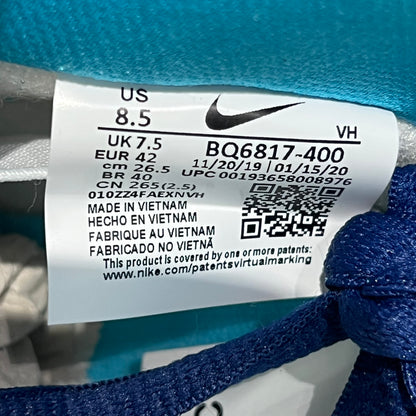 US
8.5
VH
UK 7.5
BQ6817-400
EUR 42
11/20/19 | 01/15/20
cm 26.5
UPC 00193658008976
BR 40
CN 265(2.5)
010ZZ4FAEXNVH
MADE IN VIETNAM
HECHO EN VIETNAM
FABRIQUE AU VIETNAM
FABRICADO NO VIETNÃ
This product is covered by one or more patents. See
www.nike.com/patentsvirtualmarking